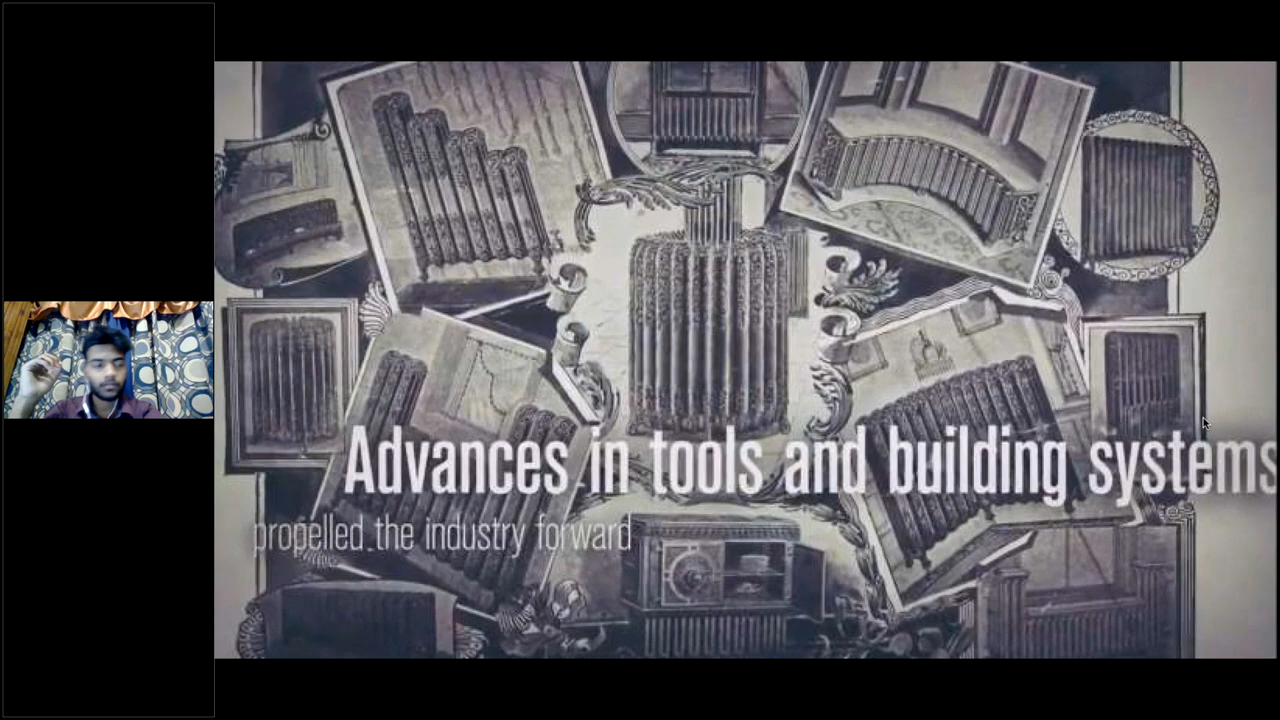 Advances in tools and building systems
propelled the industry forward